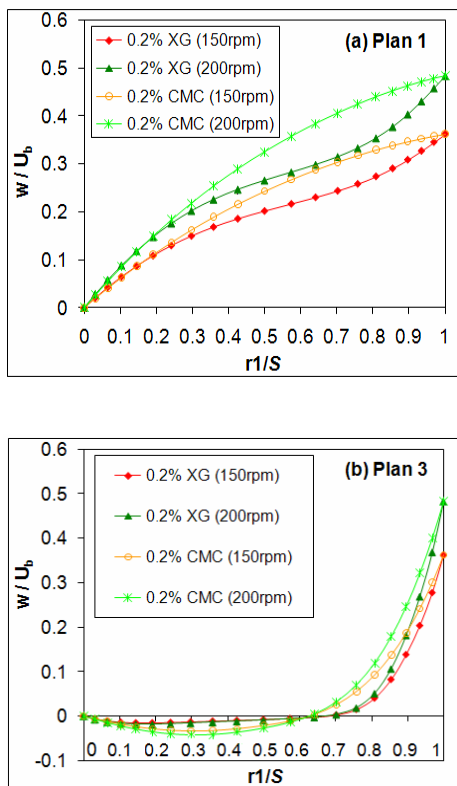 (a) Plan 1
0.2% XG (150rpm)
0.2% XG (200rpm)
0.2% CMC (150rpm)
0.2% CMC (200rpm)
w / U_b
0.6
0.5
0.4
0.3
0.2
0.1
0
0 0.1 0.2 0.3 0.4 0.5 0.6 0.7 0.8 0.9 1
r1/S
(b) Plan 3
0.2% XG (150rpm)
0.2% XG (200rpm)
0.2% CMC (150rpm)
0.2% CMC (200rpm)
w / U_b
0.6
0.5
0.4
0.3
0.2
0.1
0
-0.1
0 0.1 0.2 0.3 0.4 0.5 0.6 0.7 0.8 0.9 1
r1/S